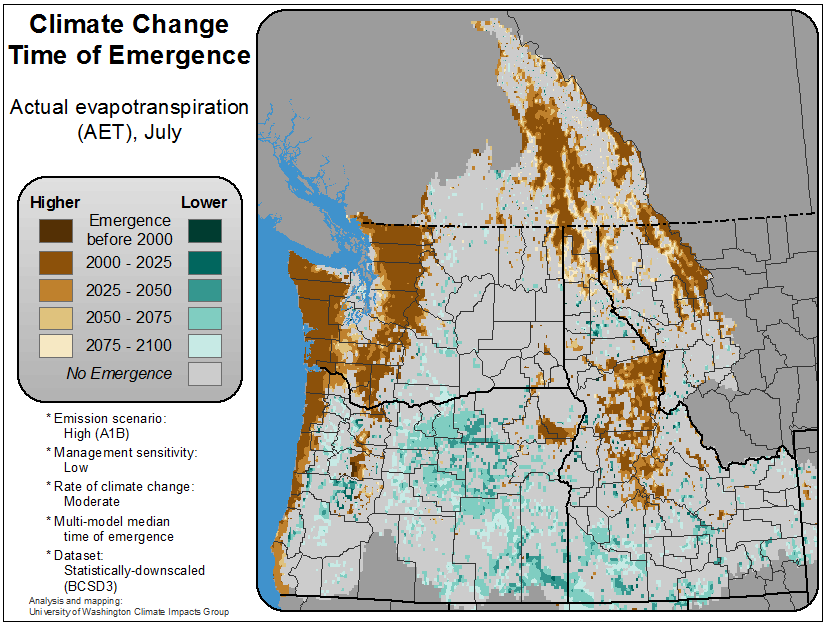 Climate Change
Time of Emergence
Actual evapotranspiration
(AET), July
Higher
Lower
Emergence
before 2000
2000 - 2025
2025 - 2050
2050 - 2075
2075 - 2100
No Emergence
* Emission scenario:
High (A1B)
* Management sensitivity:
Low
* Rate of climate change:
Moderate
* Multi-model median
time of emergence
* Dataset:
Statistically-downscaled
(BCSD3)
Analysis and mapping:
University of Washington Climate Impacts Group